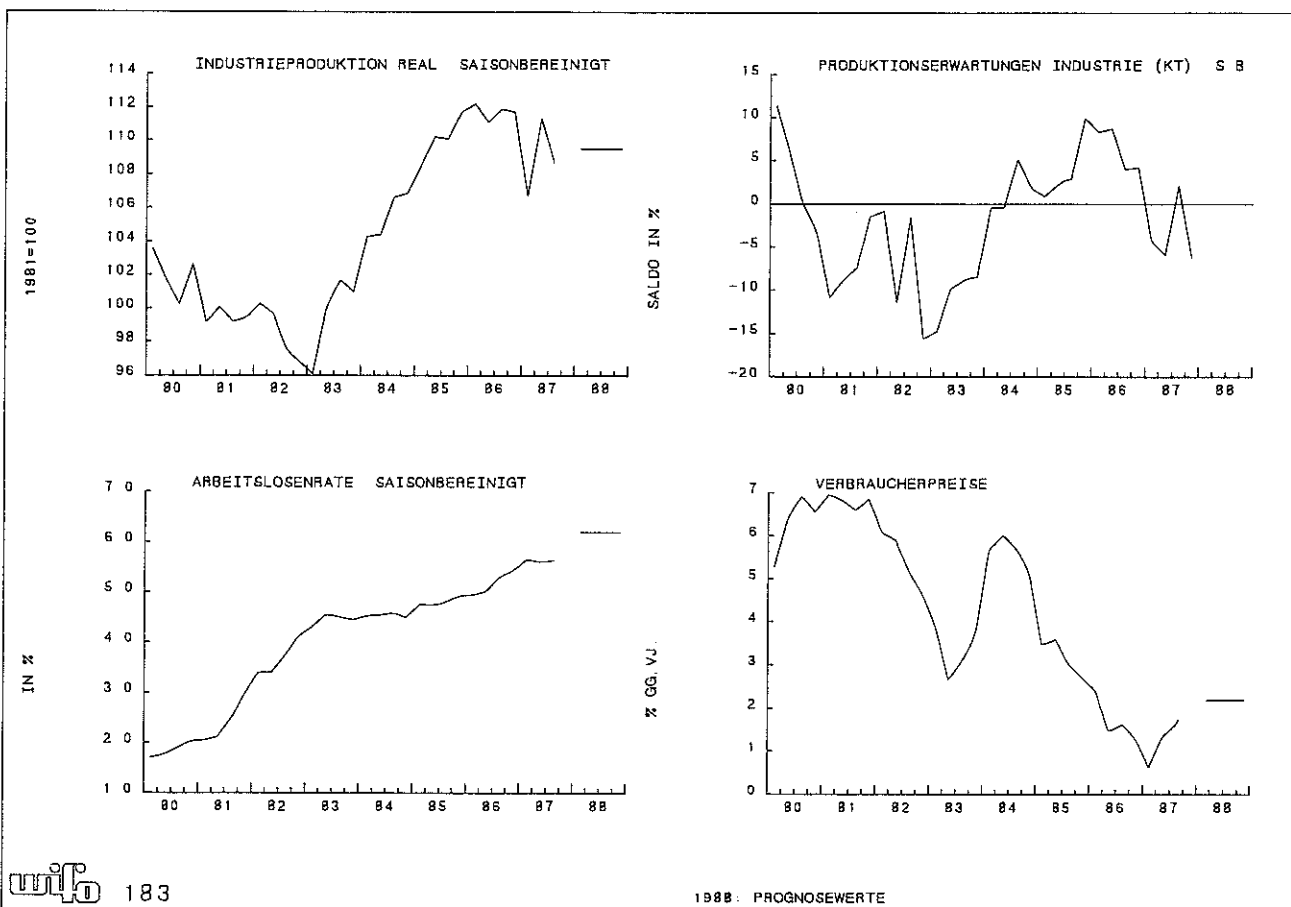 INDUSTRIEPRODUKTION REAL SAISONBEREINIGT
1981=100
114
112
110
108
106
104
102
100
98
96
80 81 82 83 84 85 86 87 88
PRODUKTIONSERWARTUNGEN INDUSTRIE (KT) S B
SALDO IN %
15
10
5
0
-5
-10
-15
-20
80 81 82 83 84 85 86 87 88
ARBEITSLOSENRATE SAISONBEREINIGT
IN %
7 0
6 0
5 0
4 0
3 0
2 0
1 0
80 81 82 83 84 85 86 87 88
VERBRAUCHERPREISE
% GG. VJ.
7
6
5
4
3
2
1
0
80 81 82 83 84 85 86 87 88
wifo 183
1988: PROGNOSEWERTE